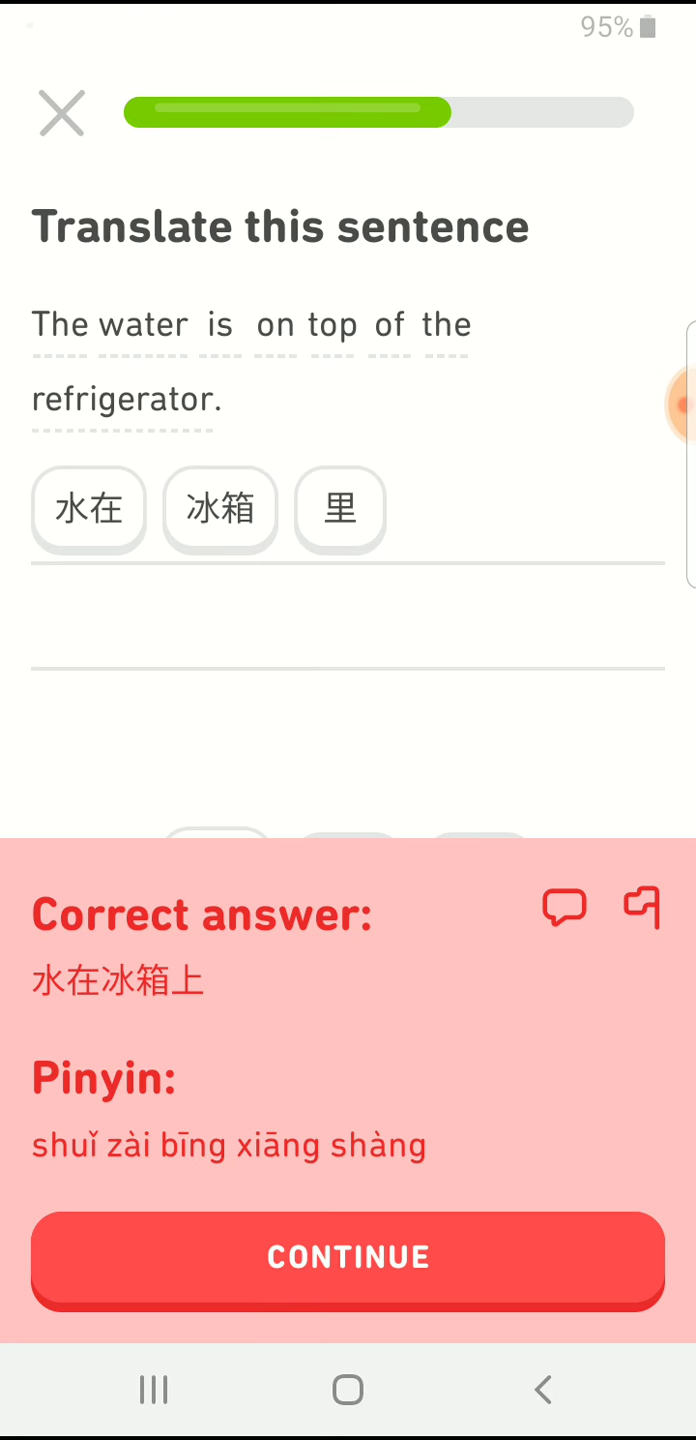 95%
Translate this sentence
The water is on top of the
refrigerator.
水在 冰箱 里
Correct answer:
水在冰箱上
Pinyin:
shuǐ zài bīng xiāng shàng
CONTINUE